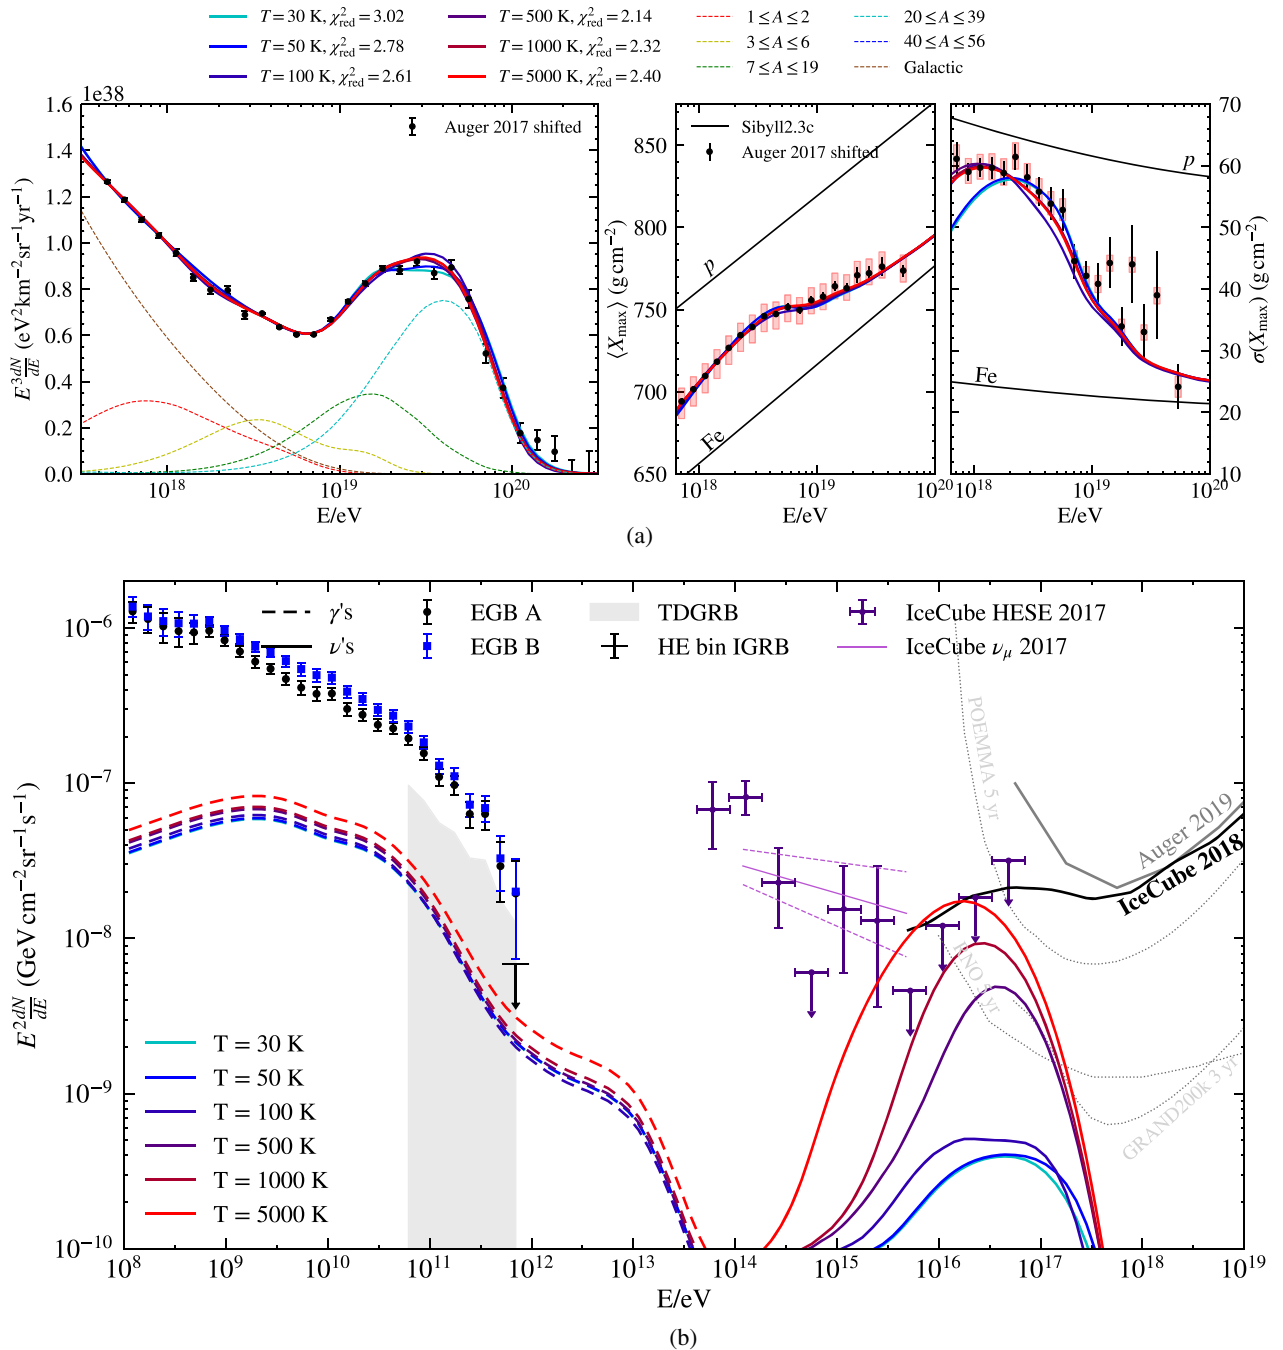 T = 30 K, χ²red = 3.02
T = 50 K, χ²red = 2.78
T = 100 K, χ²red = 2.61
T = 500 K, χ²red = 2.14
T = 1000 K, χ²red = 2.32
T = 5000 K, χ²red = 2.40
1 ≤ A ≤ 2
3 ≤ A ≤ 6
7 ≤ A ≤ 19
20 ≤ A ≤ 39
40 ≤ A ≤ 56
Galactic
1e38
1.6
1.4
1.2
1.0
0.8
0.6
0.4
0.2
0.0
E³ dN/dE (eV² km⁻² sr⁻¹ yr⁻¹)
Auger 2017 shifted
10¹⁸ 10¹⁹ 10²⁰
E/eV
850
800
750
700
650
⟨Xmax⟩ (g cm⁻²)
Sibyll2.3c
Auger 2017 shifted
p
Fe
10¹⁸ 10¹⁹ 10²⁰
E/eV
p
Fe
10¹⁸ 10¹⁹ 10²⁰
E/eV
70
60
50
40
30
20
10
σ(Xmax) (g cm⁻²)
(a)
γ's
ν's
EGB A
EGB B
TDGRB
HE bin IGRB
IceCube HESE 2017
IceCube νμ 2017
10⁻⁶
10⁻⁷
10⁻⁸
10⁻⁹
10⁻¹⁰
E² dN/dE (GeV cm⁻² sr⁻¹ s⁻¹)
POEMMA 5 yr
Auger 2019
IceCube 2018
GRAND200k 3 yr
T = 30 K
T = 50 K
T = 100 K
T = 500 K
T = 1000 K
T = 5000 K
10⁸ 10⁹ 10¹⁰ 10¹¹ 10¹² 10¹³ 10¹⁴ 10¹⁵ 10¹⁶ 10¹⁷ 10¹⁸ 10¹⁹
E/eV
(b)